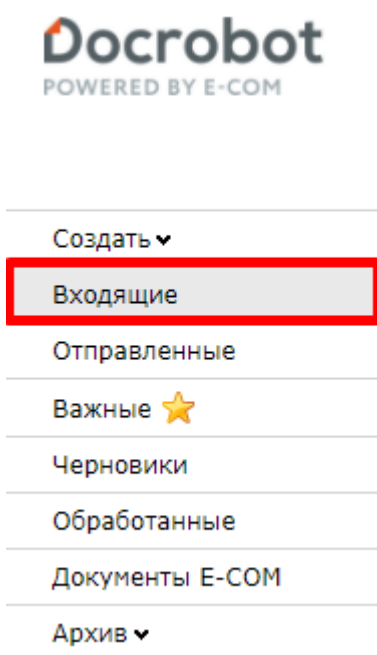 Docrobot
POWERED BY E-COM
Создать
Входящие
Отправленные
Важные
Черновики
Обработанные
Документы E-COM
Архив